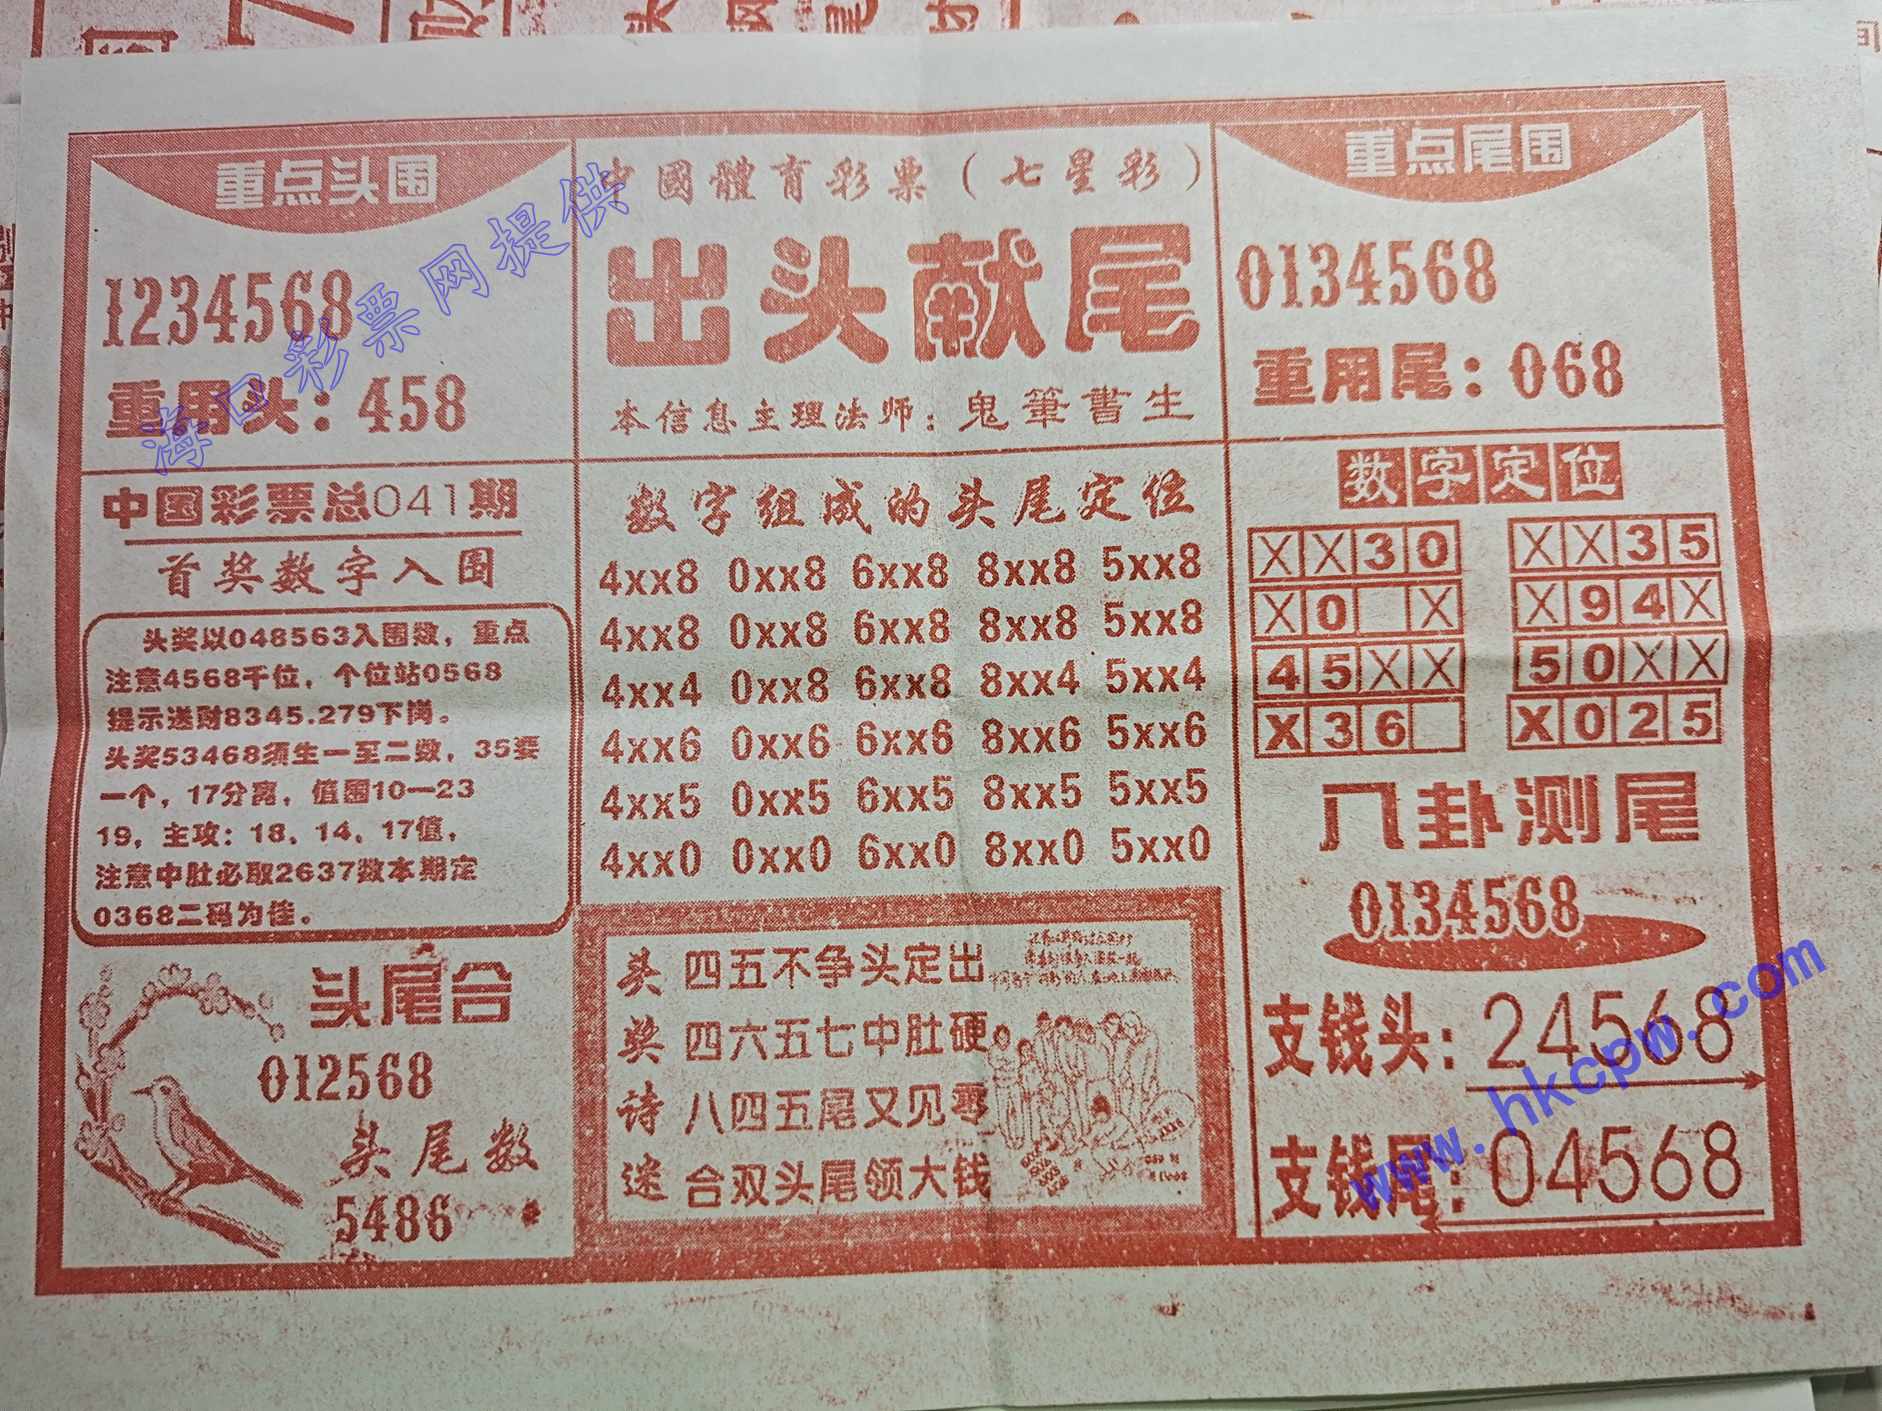 重点头围
1234568
重用头：458
中國體育彩票（七星彩）
出头献尾
本信息主理法师：鬼筆書生
重点尾围
0134568
重用尾：068
中国彩票总041期
首奖数字入围
头奖以048563入围数，重点
注意4568千位，个位站0568
提示送耐8345.279下岗。
头奖53468须生一至二数，35要
一个，17分离，值围10—23
19，主攻：18、14、17值，
注意中肚必取2637数本期定
0368二码为佳。
头尾合
012568
头尾数
5486
数字组成的头尾定位
4xx8 0xx8 6xx8 8xx8 5xx8
4xx8 0xx8 6xx8 8xx8 5xx8
4xx4 0xx8 6xx8 8xx4 5xx4
4xx6 0xx6 6xx6 8xx6 5xx6
4xx5 0xx5 6xx5 8xx5 5xx5
4xx0 0xx0 6xx0 8xx0 5xx0
头奖诗迷
四五不争头定出
四六五七中肚硬
八四五尾又见零
合双头尾领大钱
数字定位
XX30 XX35
X0 X X94X
45XX 50XX
X36 X025
八卦测尾
0134568
支钱头：24568
支钱尾：04568
海口彩票网提供
www.hkcpw.com